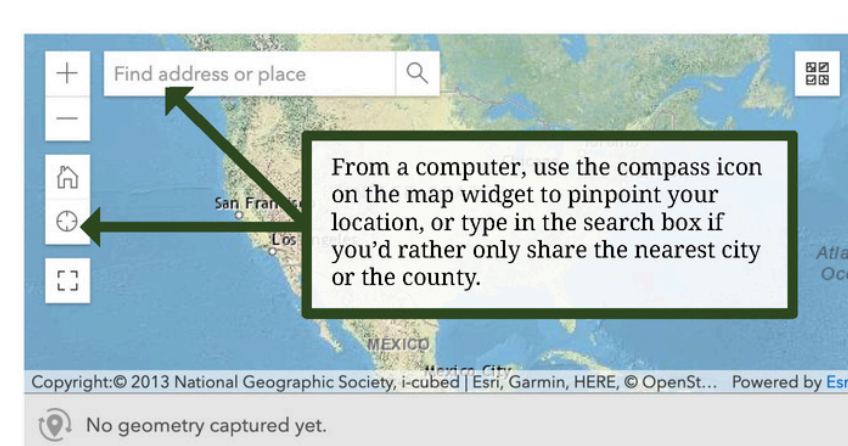 Find address or place
From a computer, use the compass icon
on the map widget to pinpoint your
location, or type in the search box if
you’d rather only share the nearest city
or the county.
San Fran
Los
MÉXICO
Mexico City
Copyright:© 2013 National Geographic Society, i-cubed | Esri, Garmin, HERE, © OpenSt... Powered by Esr
No geometry captured yet.